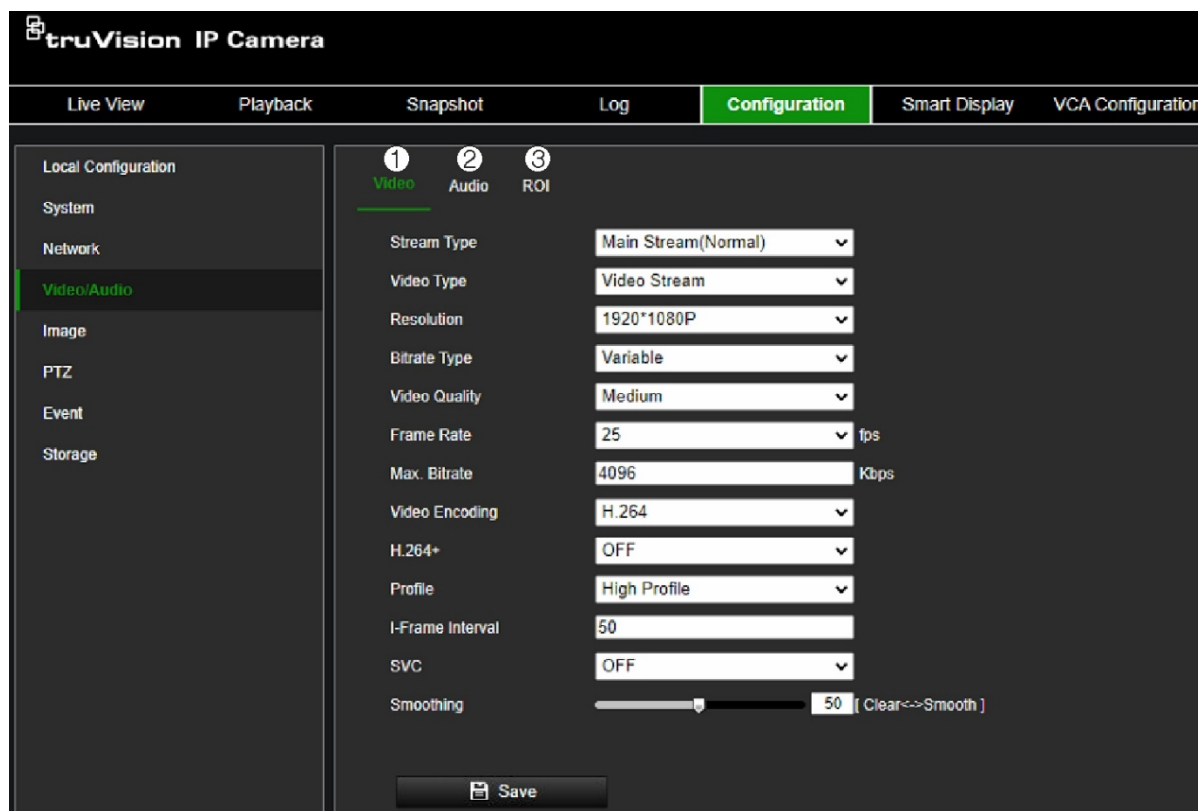 truVision IP Camera
Live View Playback Snapshot Log Configuration Smart Display VCA Configuration
Local Configuration
System
Network
Video/Audio
Image
PTZ
Event
Storage
1 2 3
Video Audio ROI
Stream Type Main Stream(Normal)
Video Type Video Stream
Resolution 1920*1080P
Bitrate Type Variable
Video Quality Medium
Frame Rate 25 fps
Max. Bitrate 4096 Kbps
Video Encoding H.264
H.264+ OFF
Profile High Profile
I-Frame Interval 50
SVC OFF
Smoothing 50 [ Clear<->Smooth ]
Save